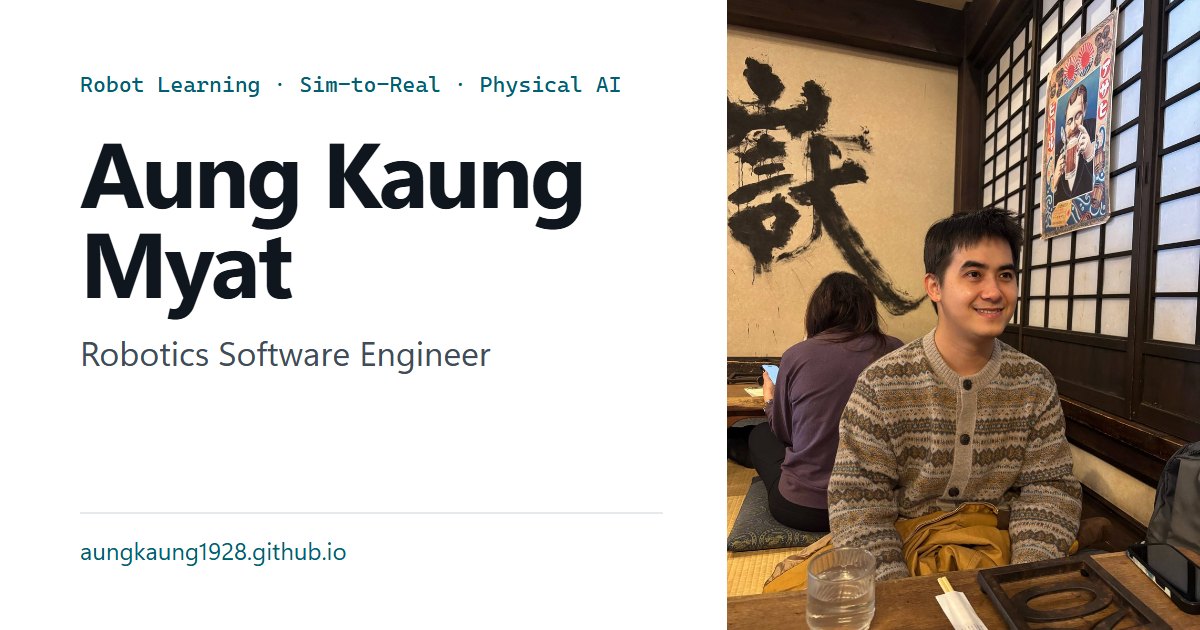 Robot Learning · Sim-to-Real · Physical AI
Aung Kaung
Myat
Robotics Software Engineer
aungkaung1928.github.io